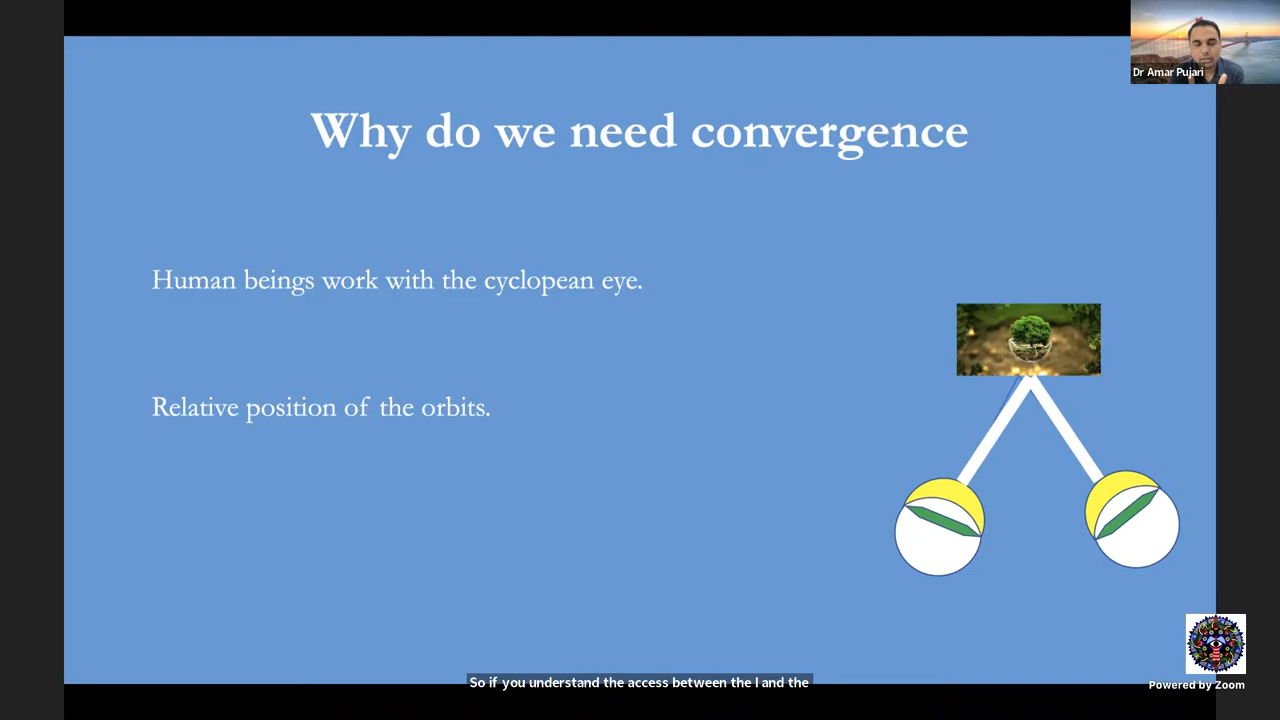 Dr Amar Pujari
Why do we need convergence
Human beings work with the cyclopean eye.
Relative position of the orbits.
So if you understand the access between the I and the
Powered by Zoom